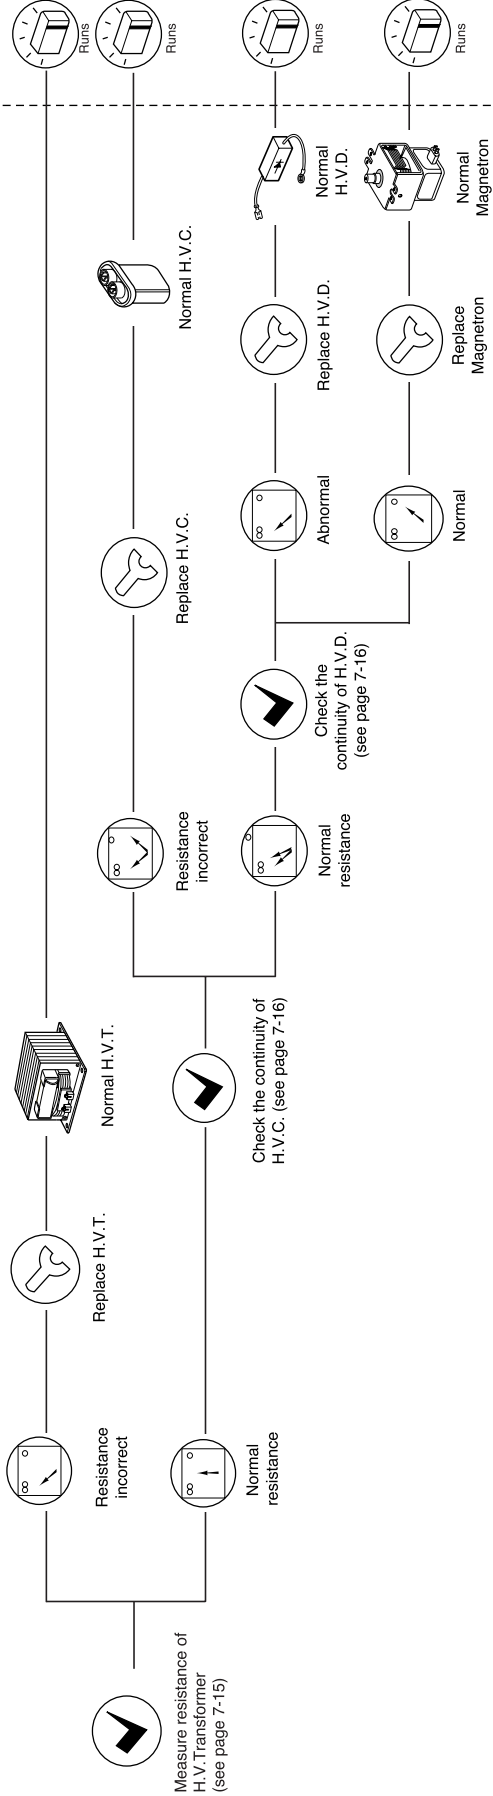 Measure resistance of
H.V.Transformer
(see page 7-15)
Resistance
incorrect
Replace H.V.T.
Normal H.V.T.
Runs
Normal
resistance
Check the continuity of
H.V.C. (see page 7-16)
Resistance
incorrect
Replace H.V.C.
Normal H.V.C.
Runs
Normal
resistance
Check the
continuity of H.V.D.
(see page 7-16)
Abnormal
Replace H.V.D.
Normal
H.V.D.
Runs
Normal
Replace
Magnetron
Normal
Magnetron
Runs